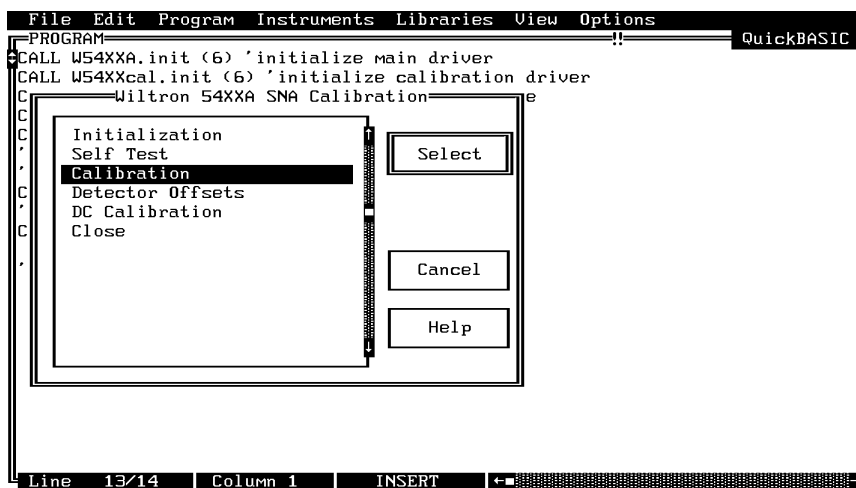 File Edit Program Instruments Libraries View Options
PROGRAM !! QuickBASIC
CALL W54XXA.init (6) 'initialize main driver
CALL W54XXcal.init (6) 'initialize calibration driver
C Wiltron 54XXA SNA Calibration e
C
C Initialization
' Self Test Select
' Calibration
C Detector Offsets
' DC Calibration
C Close
' Cancel
Help
Line 13/14 Column 1 INSERT